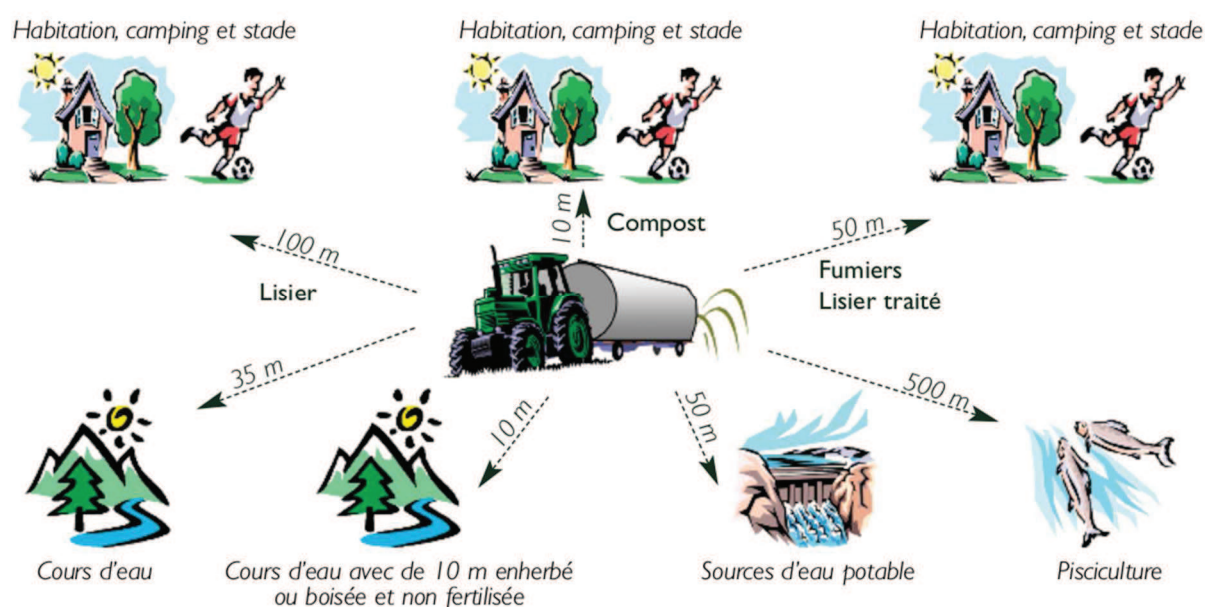 Habitation, camping et stade
Habitation, camping et stade
Habitation, camping et stade
100 m
Lisier
10 m
Compost
50 m
Fumiers
Lisier traité
35 m
10 m
50 m
500 m
Cours d'eau
Cours d'eau avec de 10 m enherbé
ou boisée et non fertilisée
Sources d'eau potable
Pisciculture